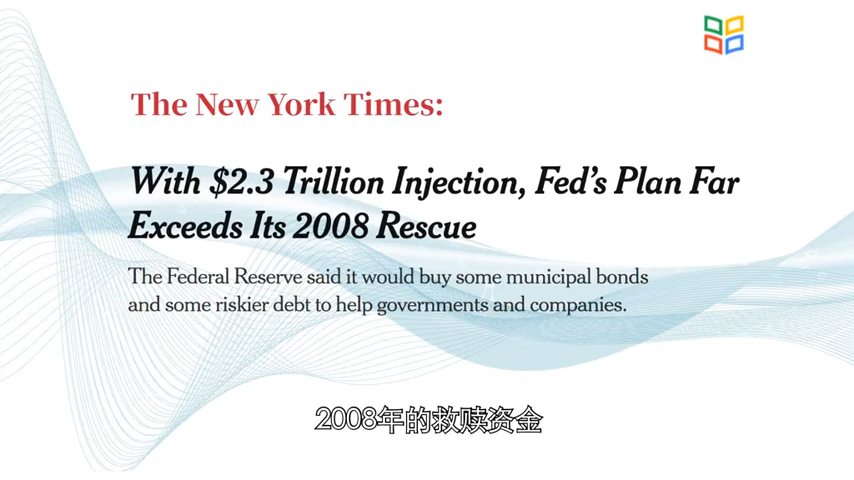 The New York Times:
With $2.3 Trillion Injection, Fed's Plan Far
Exceeds Its 2008 Rescue
The Federal Reserve said it would buy some municipal bonds
and some riskier debt to help governments and companies.
2008年的救赎资金